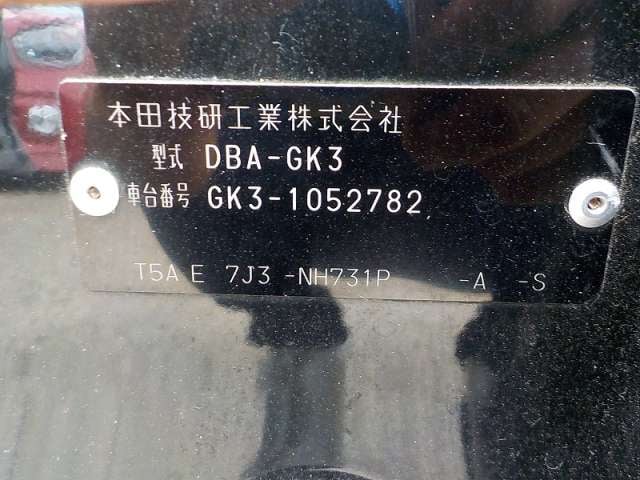 本田技研工業株式会社
型式 DBA-GK3
車台番号 GK3-1052782
T5A E 7J3 -NH731P -A -S